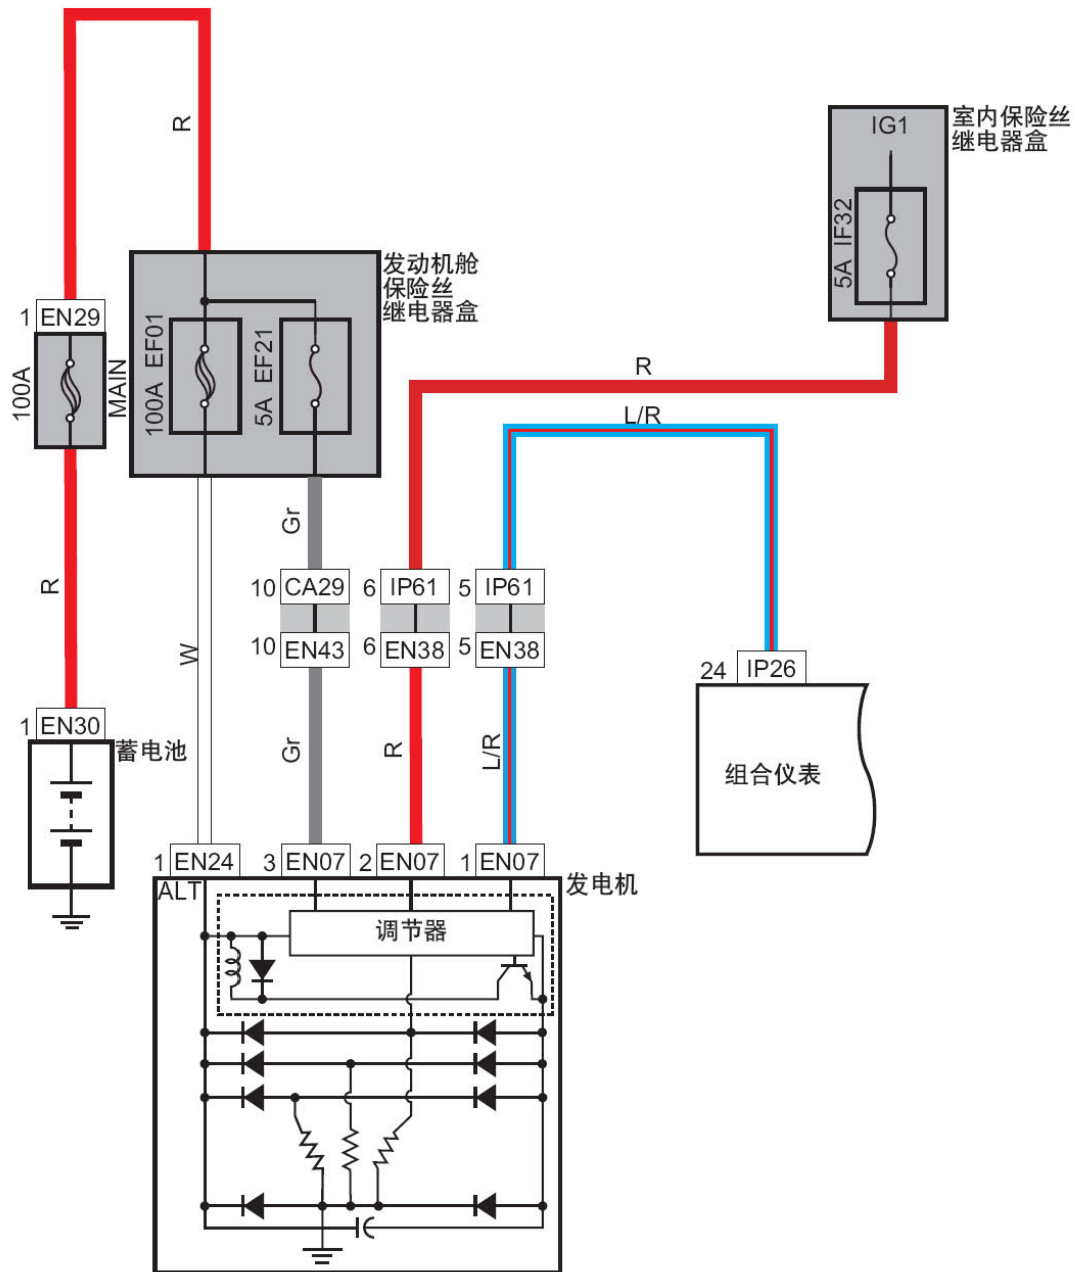 R
IG1
室内保险丝
继电器盒
5A IF32
发动机舱
保险丝
继电器盒
1 EN29
100A
MAIN
100A EF01
5A EF21
R
L/R
Gr
R
W
10 CA29
6 IP61
5 IP61
10 EN43
6 EN38
5 EN38
24 IP26
组合仪表
1 EN30
蓄电池
Gr
R
L/R
1 EN24
3 EN07
2 EN07
1 EN07
发电机
ALT
调节器